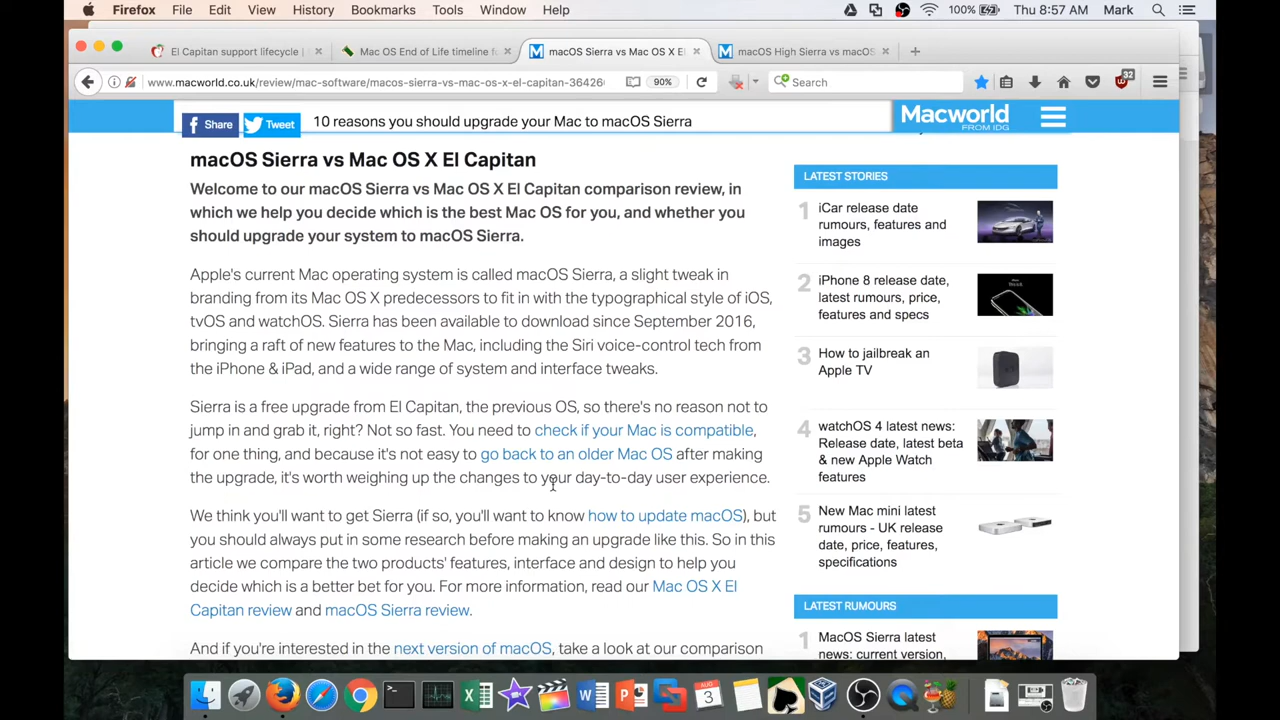 Firefox File Edit View History Bookmarks Tools Window Help 100% Thu 8:57 AM Mark
El Capitan support lifecycle
Mac OS End of Life timeline fo
macOS Sierra vs Mac OS X El
macOS High Sierra vs macOS
www.macworld.co.uk/review/mac-software/macos-sierra-vs-mac-os-x-el-capitan-36426
90%
Search
32
Share
Tweet
10 reasons you should upgrade your Mac to macOS Sierra
Macworld
FROM IDG
macOS Sierra vs Mac OS X El Capitan
Welcome to our macOS Sierra vs Mac OS X El Capitan comparison review, in
which we help you decide which is the best Mac OS for you, and whether you
should upgrade your system to macOS Sierra.
Apple's current Mac operating system is called macOS Sierra, a slight tweak in
branding from its Mac OS X predecessors to fit in with the typographical style of iOS,
tvOS and watchOS. Sierra has been available to download since September 2016,
bringing a raft of new features to the Mac, including the Siri voice-control tech from
the iPhone & iPad, and a wide range of system and interface tweaks.
Sierra is a free upgrade from El Capitan, the previous OS, so there's no reason not to
jump in and grab it, right? Not so fast. You need to check if your Mac is compatible,
for one thing, and because it's not easy to go back to an older Mac OS after making
the upgrade, it's worth weighing up the changes to your day-to-day user experience.
We think you'll want to get Sierra (if so, you'll want to know how to update macOS), but
you should always put in some research before making an upgrade like this. So in this
article we compare the two products' features, interface and design to help you
decide which is a better bet for you. For more information, read our Mac OS X El
Capitan review and macOS Sierra review.
And if you're interested in the next version of macOS, take a look at our comparison
LATEST STORIES
1 iCar release date
rumours, features and
images
2 iPhone 8 release date,
latest rumours, price,
features and specs
3 How to jailbreak an
Apple TV
4 watchOS 4 latest news:
Release date, latest beta
& new Apple Watch
features
5 New Mac mini latest
rumours - UK release
date, price, features,
specifications
LATEST RUMOURS
1 MacOS Sierra latest
news: current version,
AUG
3